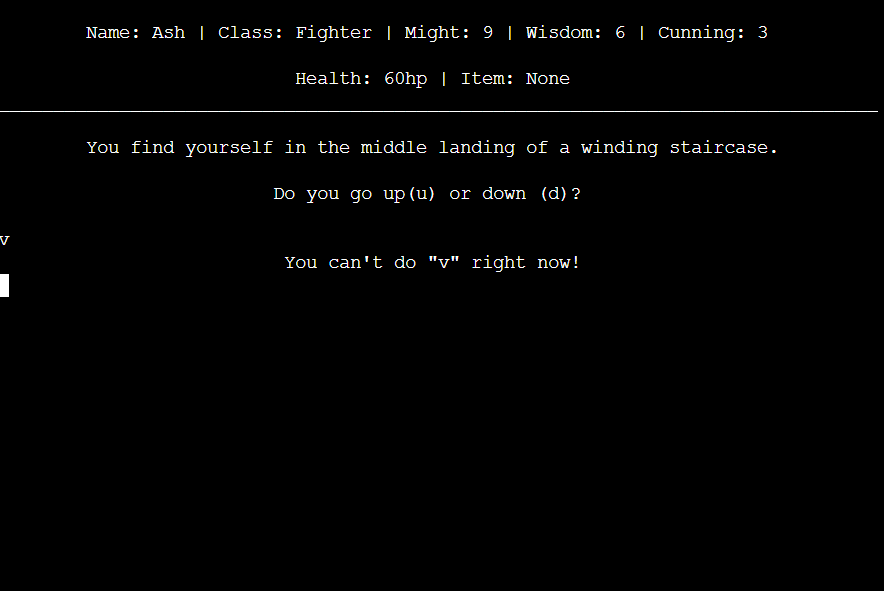 Name: Ash | Class: Fighter | Might: 9 | Wisdom: 6 | Cunning: 3
Health: 60hp | Item: None
You find yourself in the middle landing of a winding staircase.
Do you go up(u) or down (d)?
v
You can't do "v" right now!